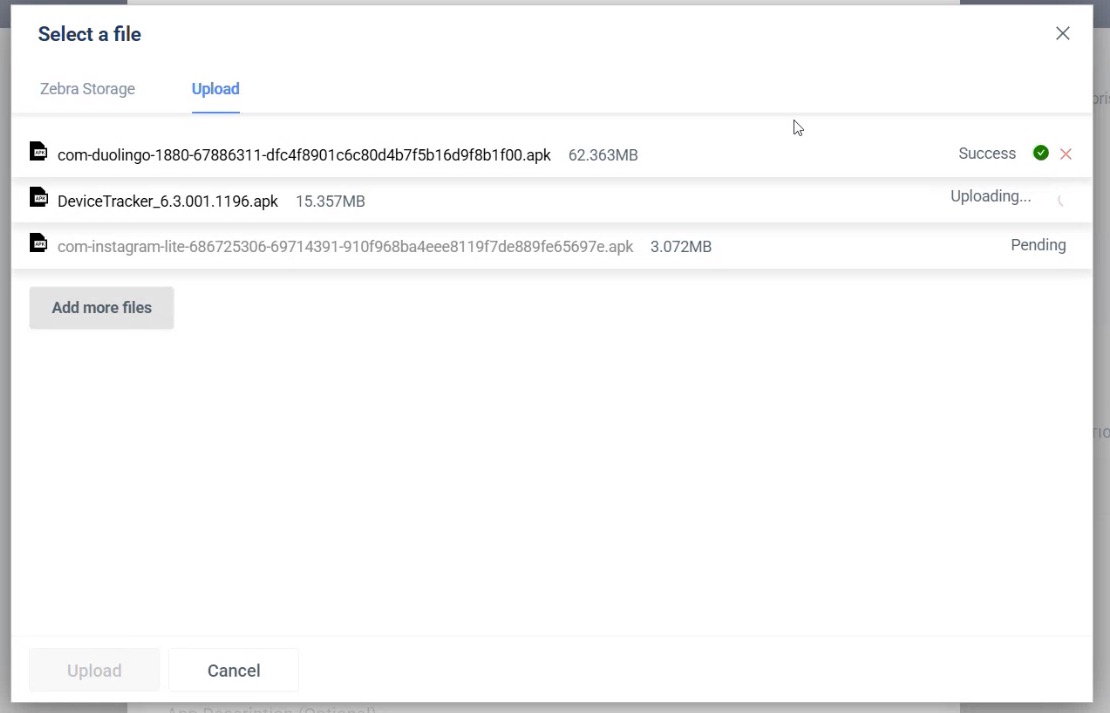 Select a file
Zebra Storage Upload
com-duolingo-1880-67886311-dfc4f8901c6c80d4b7f5b16d9f8b1f00.apk 62.363MB Success
DeviceTracker_6.3.001.1196.apk 15.357MB Uploading...
com-instagram-lite-686725306-69714391-910f968ba4eee8119f7de889fe65697e.apk 3.072MB Pending
Add more files
Upload Cancel